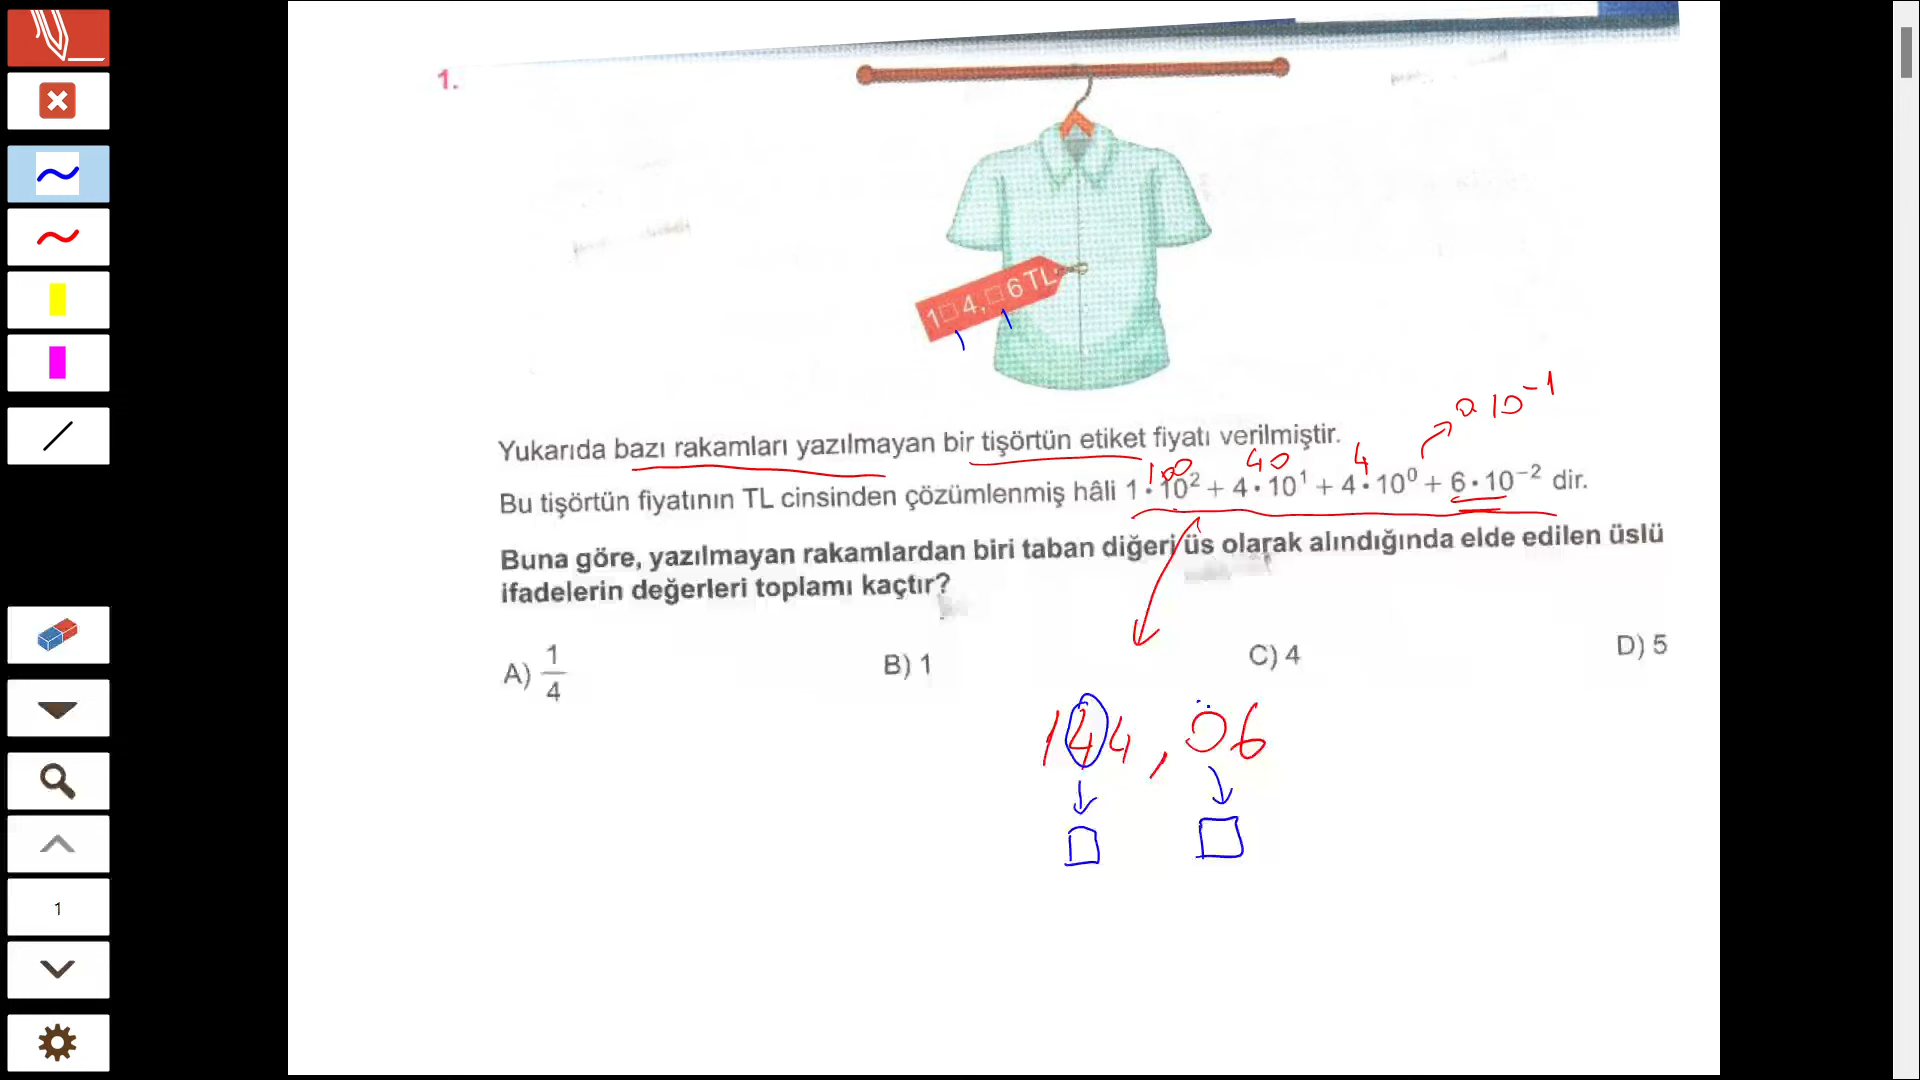 1.
1□4,□6 TL
0.10⁻¹
Yukarıda bazı rakamları yazılmayan bir tişörtün etiket fiyatı verilmiştir.
100 40 4
Bu tişörtün fiyatının TL cinsinden çözümlenmiş hâli 1 · 10² + 4 · 10¹ + 4 · 10⁰ + 6 · 10⁻² dir.
Buna göre, yazılmayan rakamlardan biri taban diğeri üs olarak alındığında elde edilen üslü
ifadelerin değerleri toplamı kaçtır?
A) 1/4 B) 1 C) 4 D) 5
144,06
1